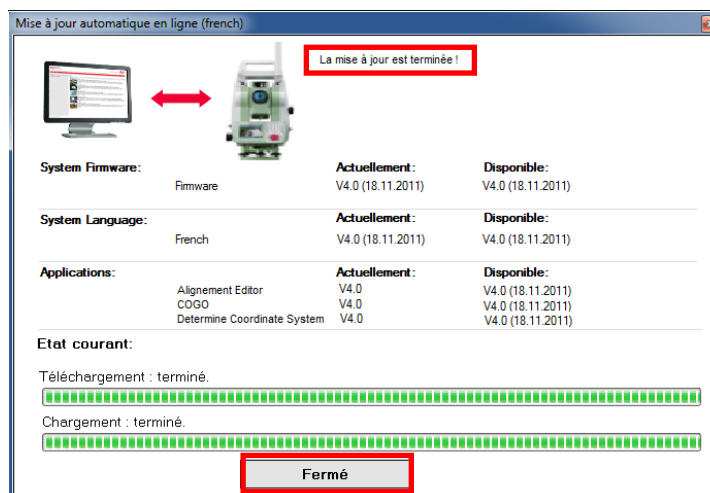 Mise à jour automatique en ligne (french)
La mise à jour est terminée !
System Firmware: Actuellement: Disponible:
Firmware V4.0 (18.11.2011) V4.0 (18.11.2011)
System Language: Actuellement: Disponible:
French V4.0 (18.11.2011) V4.0 (18.11.2011)
Applications: Actuellement: Disponible:
Alignement Editor V4.0 V4.0 (18.11.2011)
COGO V4.0 V4.0 (18.11.2011)
Determine Coordinate System V4.0 V4.0 (18.11.2011)
Etat courant:
Téléchargement : terminé.
Chargement : terminé.
Fermé